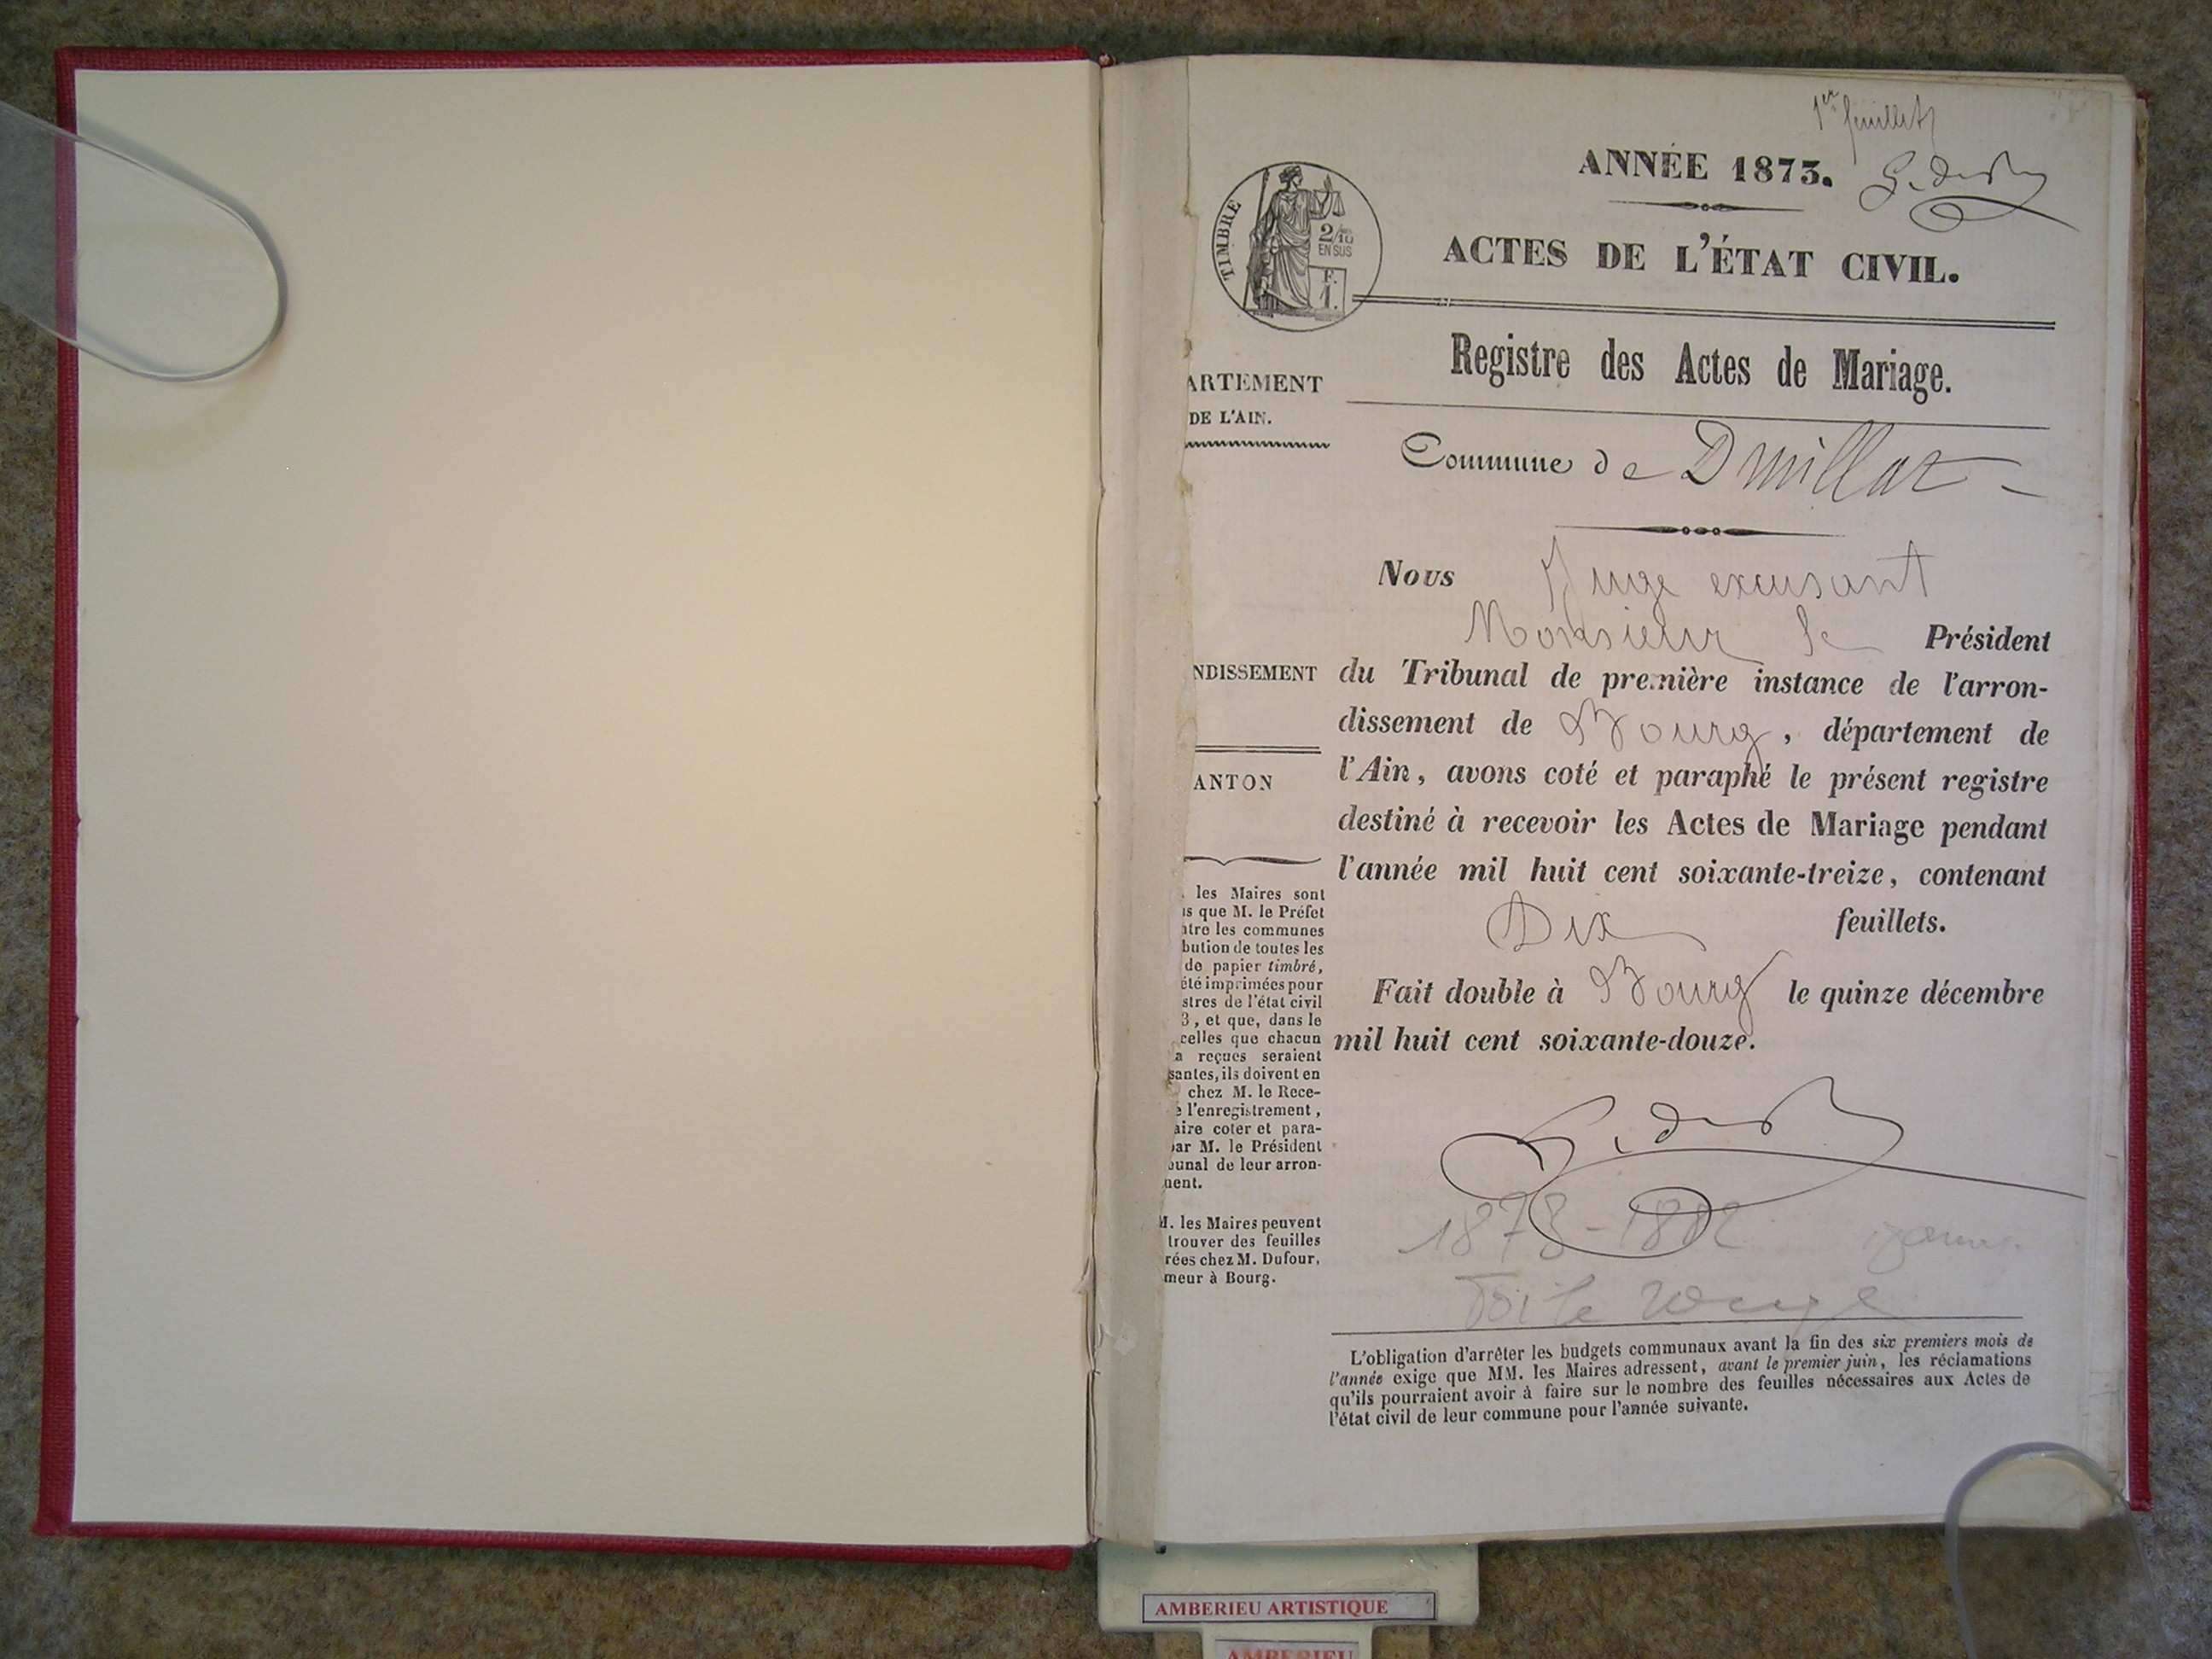 1er feuillet
ANNÉE 1873.
TIMBRE
2/10
EN SUS
F.
1.
ACTES DE L'ÉTAT CIVIL.
Registre des Actes de Mariage.
ARTEMENT
DE L'AIN.
Commune de Druillat
Nous Juge excusant
Monsieur le Président
NDISSEMENT
du Tribunal de première instance de l'arron-
dissement de Bourg, département de
ANTON
l'Ain, avons coté et paraphé le présent registre
destiné à recevoir les Actes de Mariage pendant
l'année mil huit cent soixante-treize, contenant
Dix feuillets.
Fait double à Bourg le quinze décembre
mil huit cent soixante-douze.
. les Maires sont
s que M. le Préfet
tre les communes
bution de toutes les
de papier timbré,
été imprimées pour
stres de l'état civil
3, et que, dans le
celles que chacun
a reçues seraient
santes, ils doivent en
chez M. le Rece-
e l'enregistrement,
aire coter et para-
par M. le Président
bunal de leur arron-
ment.
M. les Maires peuvent
trouver des feuilles
rées chez M. Dufour,
meur à Bourg.
1873-1882
Toile rouge
L'obligation d'arrêter les budgets communaux avant la fin des six premiers mois de
l'année exige que MM. les Maires adressent, avant le premier juin, les réclamations
qu'ils pourraient avoir à faire sur le nombre des feuilles nécessaires aux Actes de
l'état civil de leur commune pour l'année suivante.
AMBERIEU ARTISTIQUE
AMBERIEU